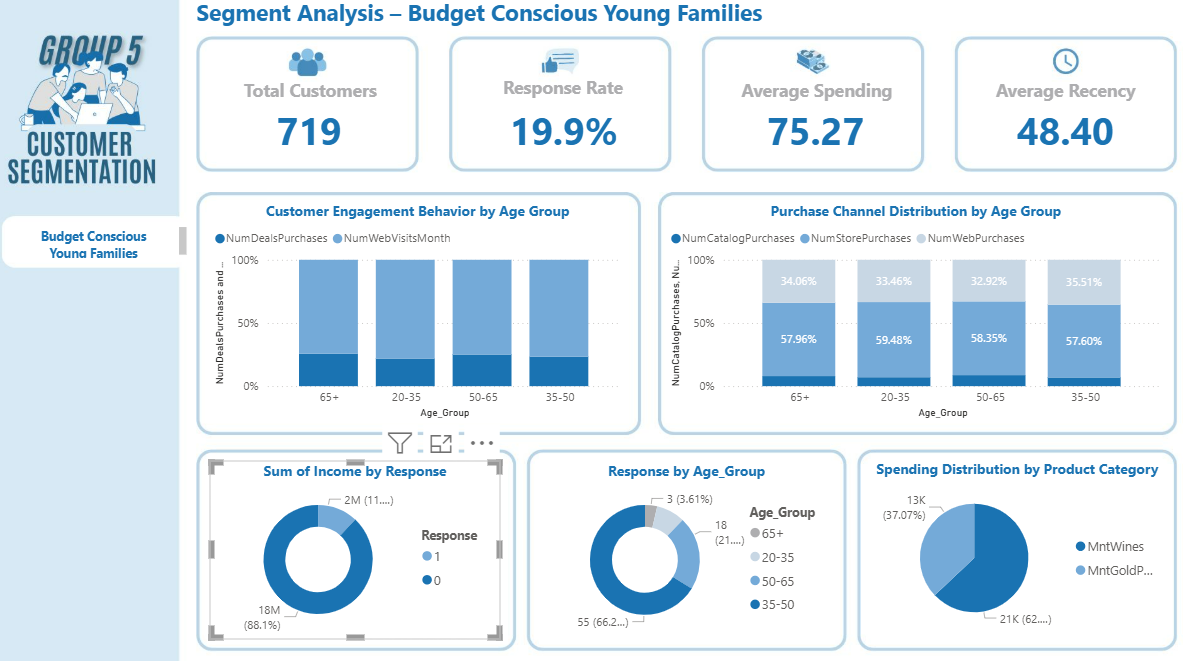 Segment Analysis – Budget Conscious Young Families
GROUP 5
CUSTOMER
SEGMENTATION
Budget Conscious
Young Families
Total Customers
719
Response Rate
19.9%
Average Spending
75.27
Average Recency
48.40
Customer Engagement Behavior by Age Group
NumDealsPurchases NumWebVisitsMonth
NumDealsPurchases and ...
100%
50%
0%
65+ 20-35 50-65 35-50
Age_Group
Purchase Channel Distribution by Age Group
NumCatalogPurchases NumStorePurchases NumWebPurchases
NumCatalogPurchases, Nu...
100%
50%
0%
34.06% 33.46% 32.92% 35.51%
57.96% 59.48% 58.35% 57.60%
65+ 20-35 50-65 35-50
Age_Group
Sum of Income by Response
2M (11....)
18M
(88.1%)
Response
1
0
Response by Age_Group
3 (3.61%)
18
(21....)
55 (66.2...)
Age_Group
65+
20-35
50-65
35-50
Spending Distribution by Product Category
13K
(37.07%)
21K (62....)
MntWines
MntGoldP...